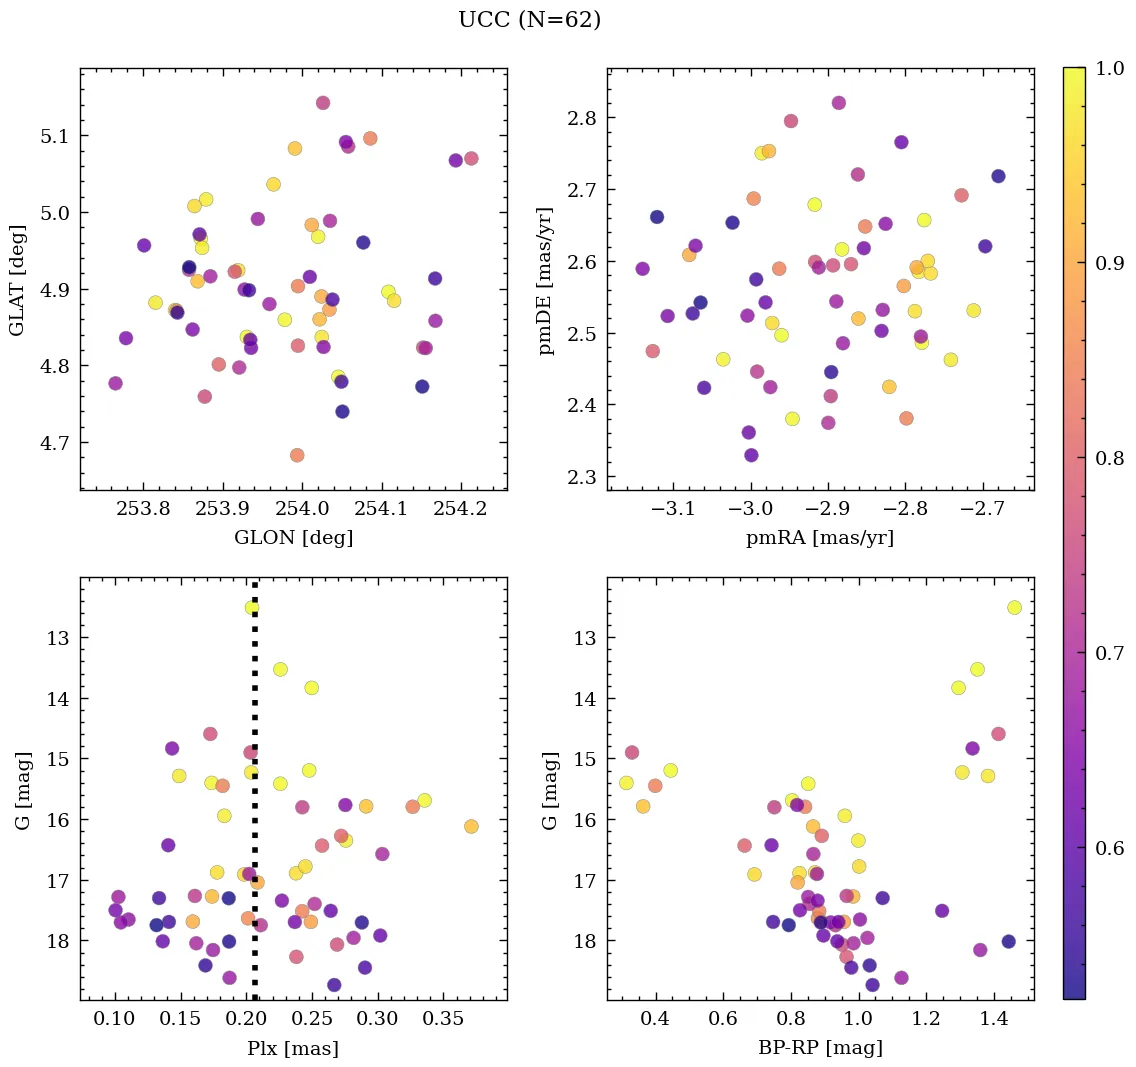 UCC (N=62)
5.1
5.0
4.9
4.8
4.7
GLAT [deg]
253.8 253.9 254.0 254.1 254.2
GLON [deg]
2.8
2.7
2.6
2.5
2.4
2.3
pmDE [mas/yr]
−3.1 −3.0 −2.9 −2.8 −2.7
pmRA [mas/yr]
13
14
15
16
17
18
G [mag]
0.10 0.15 0.20 0.25 0.30 0.35
Plx [mas]
13
14
15
16
17
18
G [mag]
0.4 0.6 0.8 1.0 1.2 1.4
BP-RP [mag]
1.0
0.9
0.8
0.7
0.6